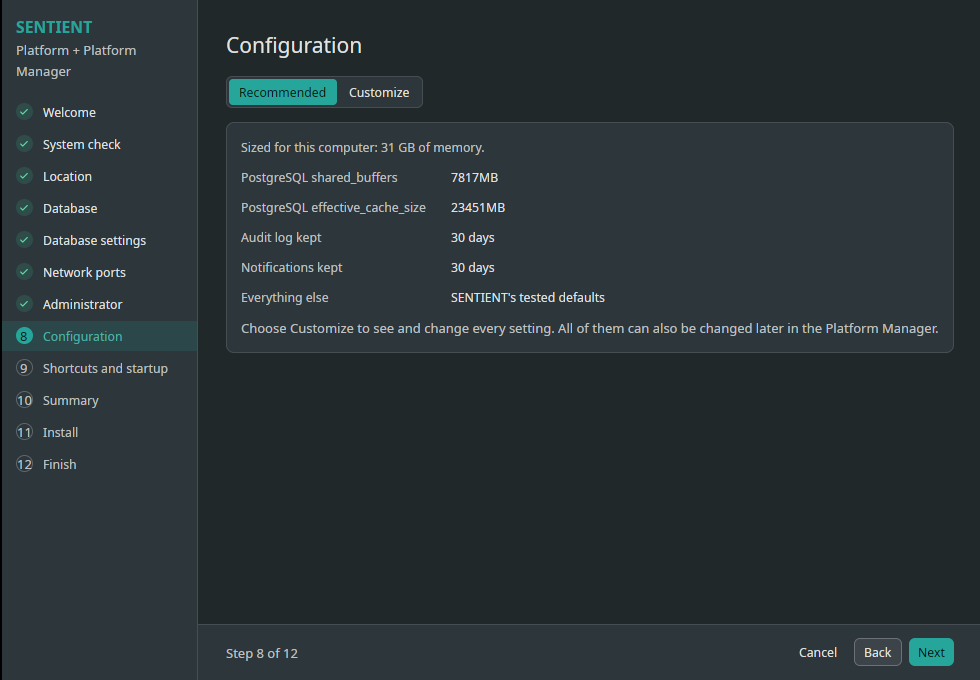 SENTIENT
Platform + Platform
Manager
Welcome
System check
Location
Database
Database settings
Network ports
Administrator
8 Configuration
9 Shortcuts and startup
10 Summary
11 Install
12 Finish
Configuration
Recommended Customize
Sized for this computer: 31 GB of memory.
PostgreSQL shared_buffers 7817MB
PostgreSQL effective_cache_size 23451MB
Audit log kept 30 days
Notifications kept 30 days
Everything else SENTIENT's tested defaults
Choose Customize to see and change every setting. All of them can also be changed later in the Platform Manager.
Step 8 of 12 Cancel Back Next